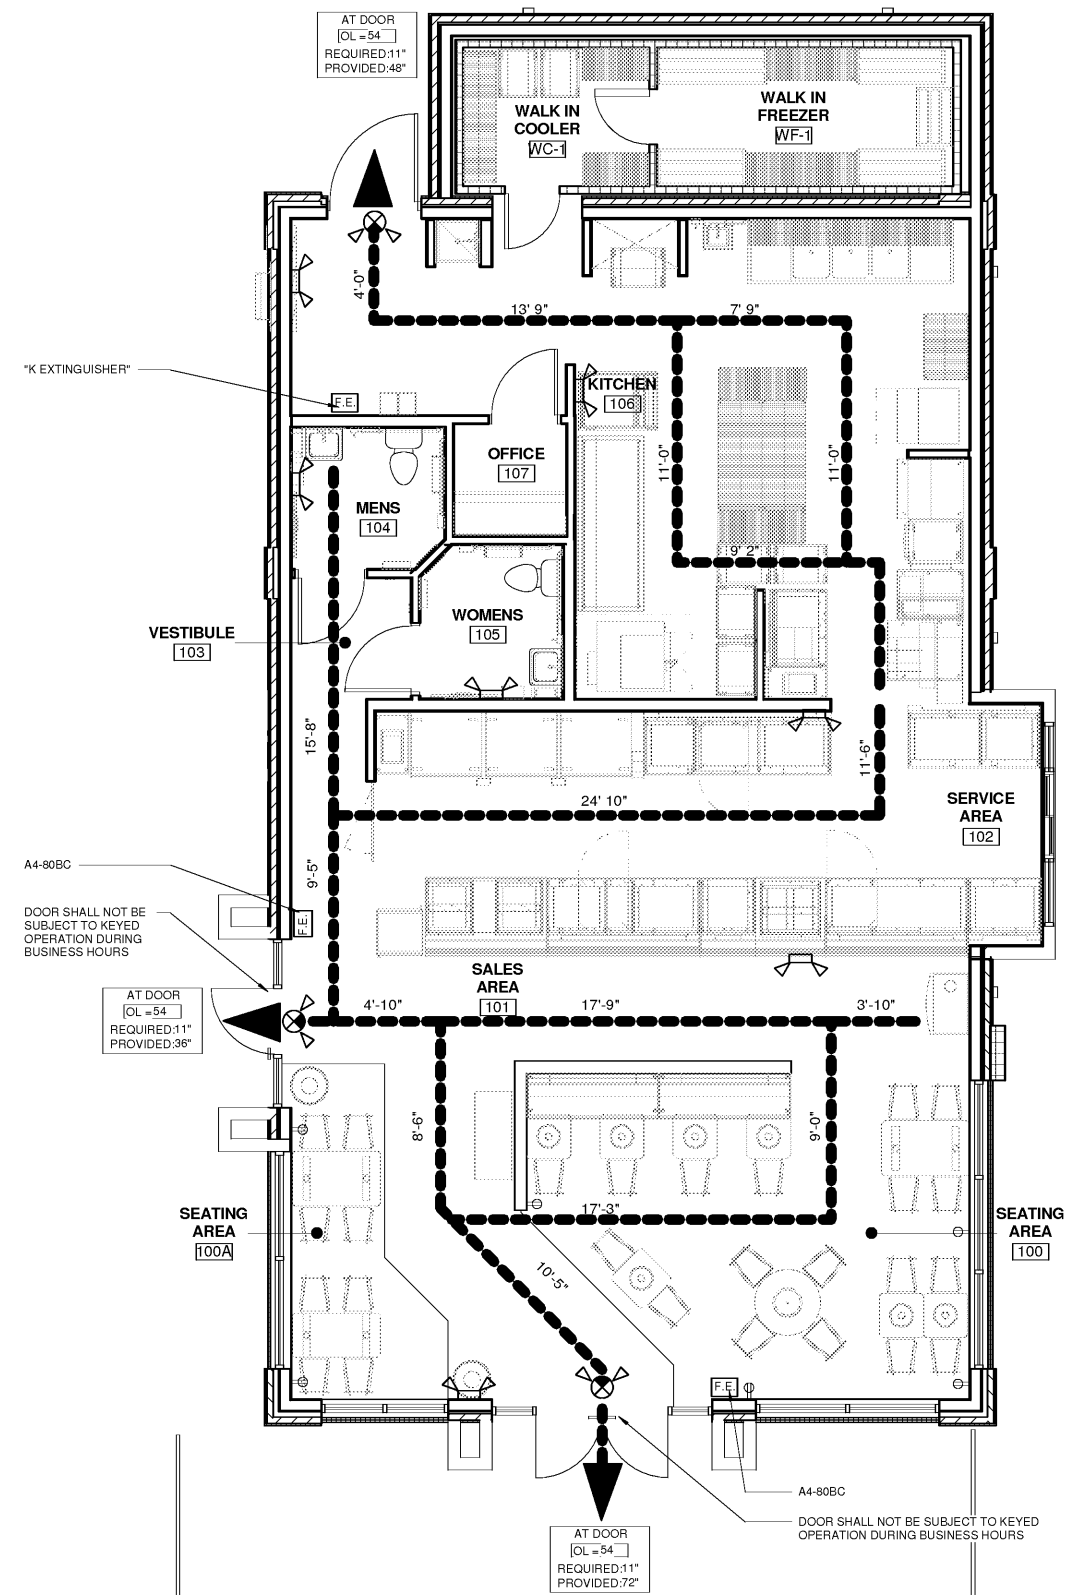 AT DOOR
OL = 54
REQUIRED:11"
PROVIDED:48"
WALK IN
COOLER
WC-1
WALK IN
FREEZER
WF-1
4'-0"
13' 9"
7' 9"
"K EXTINGUISHER"
F.E.
KITCHEN
106
OFFICE
107
11'-0"
11'-0"
MENS
104
9' 2"
WOMENS
105
VESTIBULE
103
15'-8"
11'-6"
24' 10"
SERVICE
AREA
102
A4-80BC
9'-5"
F.E.
DOOR SHALL NOT BE
SUBJECT TO KEYED
OPERATION DURING
BUSINESS HOURS
SALES
AREA
101
AT DOOR
OL = 54
REQUIRED:11"
PROVIDED:36"
4'-10"
17'-9"
3'-10"
8'-6"
9'-0"
SEATING
AREA
100A
17'-3"
SEATING
AREA
100
10'-5"
F.E.
A4-80BC
DOOR SHALL NOT BE SUBJECT TO KEYED
OPERATION DURING BUSINESS HOURS
AT DOOR
OL = 54
REQUIRED:11"
PROVIDED:72"